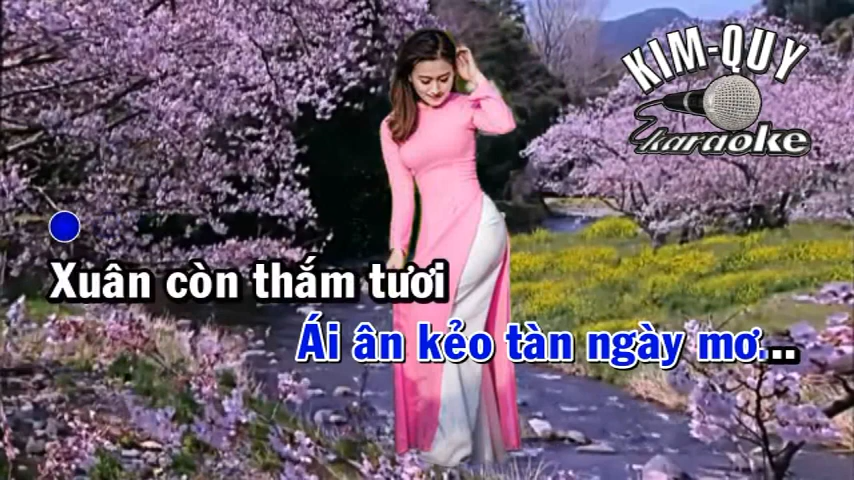 KIM-QUY
karaoke
Xuân còn thắm tươi
Ái ân kẻo tàn ngày mơ...